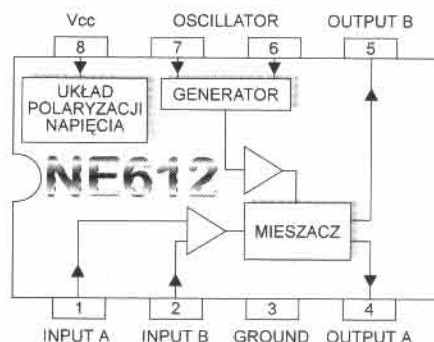 Vcc OSCILLATOR OUTPUT B
8 7 6 5
UKŁAD
POLARYZACJI
NAPIĘCIA
GENERATOR
NE612
MIESZACZ
1 2 3 4
INPUT A INPUT B GROUND OUTPUT A